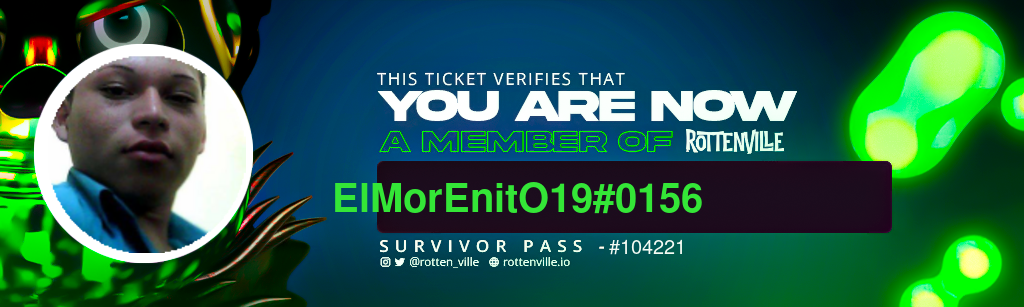 THIS TICKET VERIFIES THAT
YOU ARE NOW
A MEMBER OF ROTTENVILLE
ElMorEnitO19#0156
SURVIVOR PASS - #104221
@rotten_ville rottenville.io